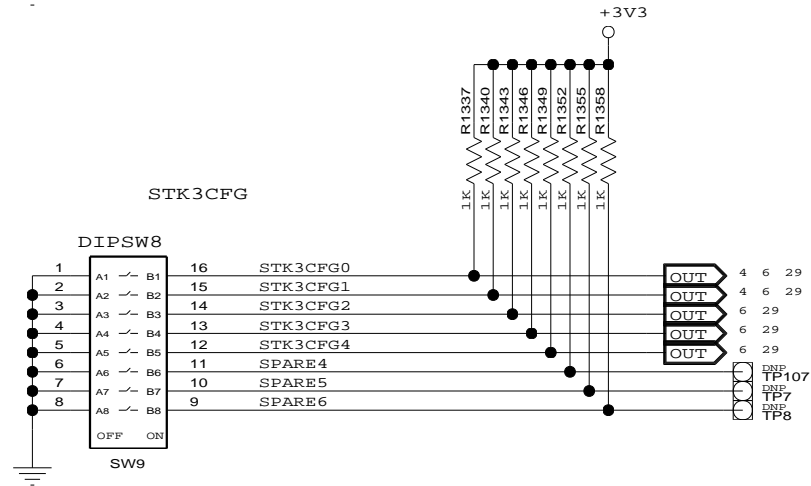 +3V3
R1337 R1340 R1343 R1346 R1349 R1352 R1355 R1358
1K 1K 1K 1K 1K 1K 1K 1K
STK3CFG
DIPSW8
1 A1 B1 16 STK3CFG0 OUT 4 6 29
2 A2 B2 15 STK3CFG1 OUT 4 6 29
3 A3 B3 14 STK3CFG2 OUT 6 29
4 A4 B4 13 STK3CFG3 OUT 6 29
5 A5 B5 12 STK3CFG4 OUT 6 29
6 A6 B6 11 SPARE4 DNP TP107
7 A7 B7 10 SPARE5 DNP TP7
8 A8 B8 9 SPARE6 DNP TP8
OFF ON
SW9